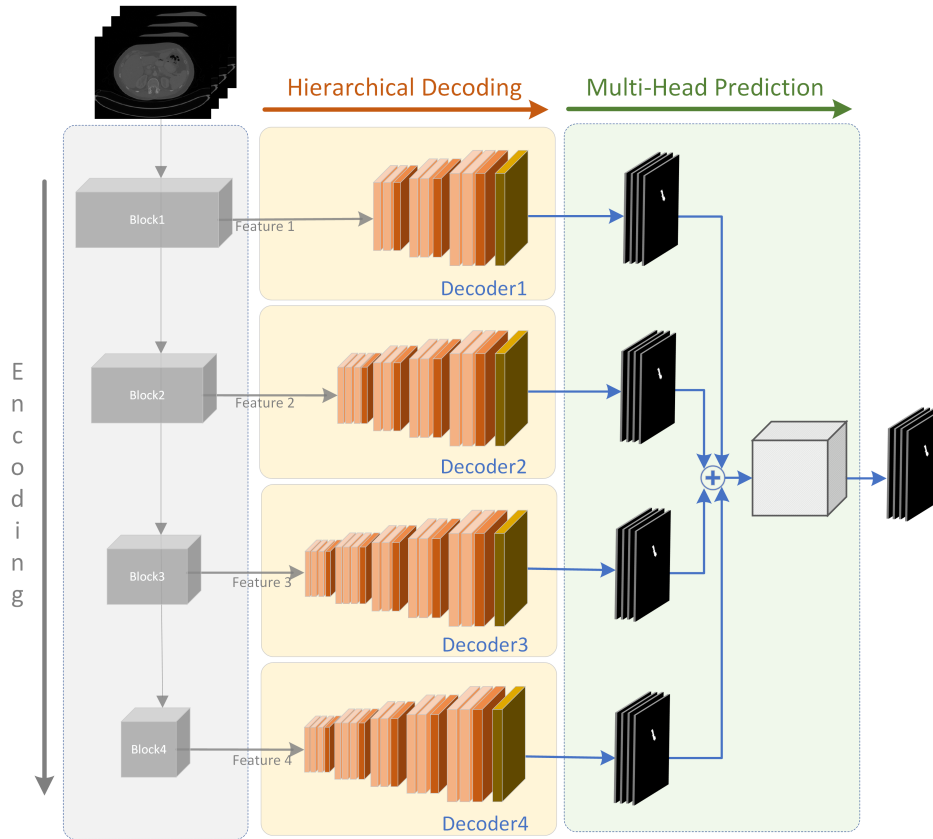 Hierarchical Decoding
Multi-Head Prediction
Encoding
Block1
Feature 1
Decoder1
Block2
Feature 2
Decoder2
Block3
Feature 3
Decoder3
Block4
Feature 4
Decoder4